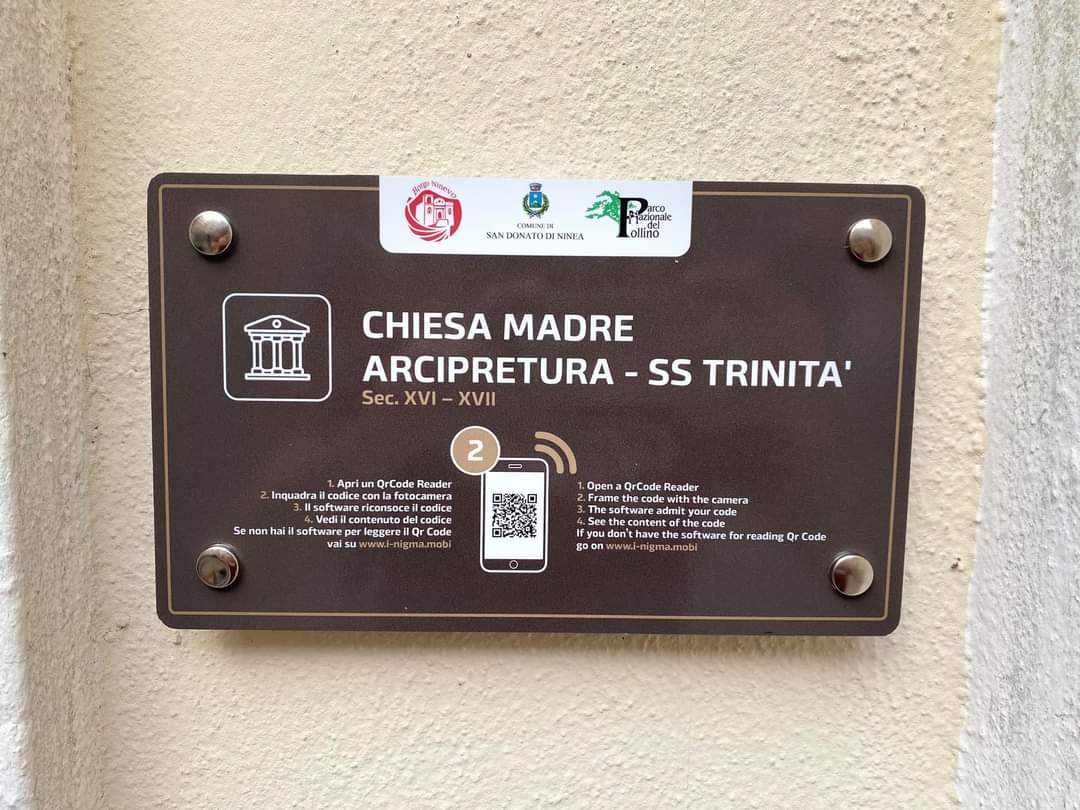 Borgo Ninevo
COMUNE DI
SAN DONATO DI NINEA
Parco
Nazionale
del
Pollino
CHIESA MADRE
ARCIPRETURA - SS TRINITA'
Sec. XVI – XVII
2
1. Apri un QrCode Reader
2. Inquadra il codice con la fotocamera
3. Il software riconsce il codice
4. Vedi il contenuto del codice
Se non hai il software per leggere il Qr Code
vai su www.i-nigma.mobi
1. Open a QrCode Reader
2. Frame the code with the camera
3. The software admit your code
4. See the content of the code
If you don't have the software for reading Qr Code
go on www.i-nigma.mobi